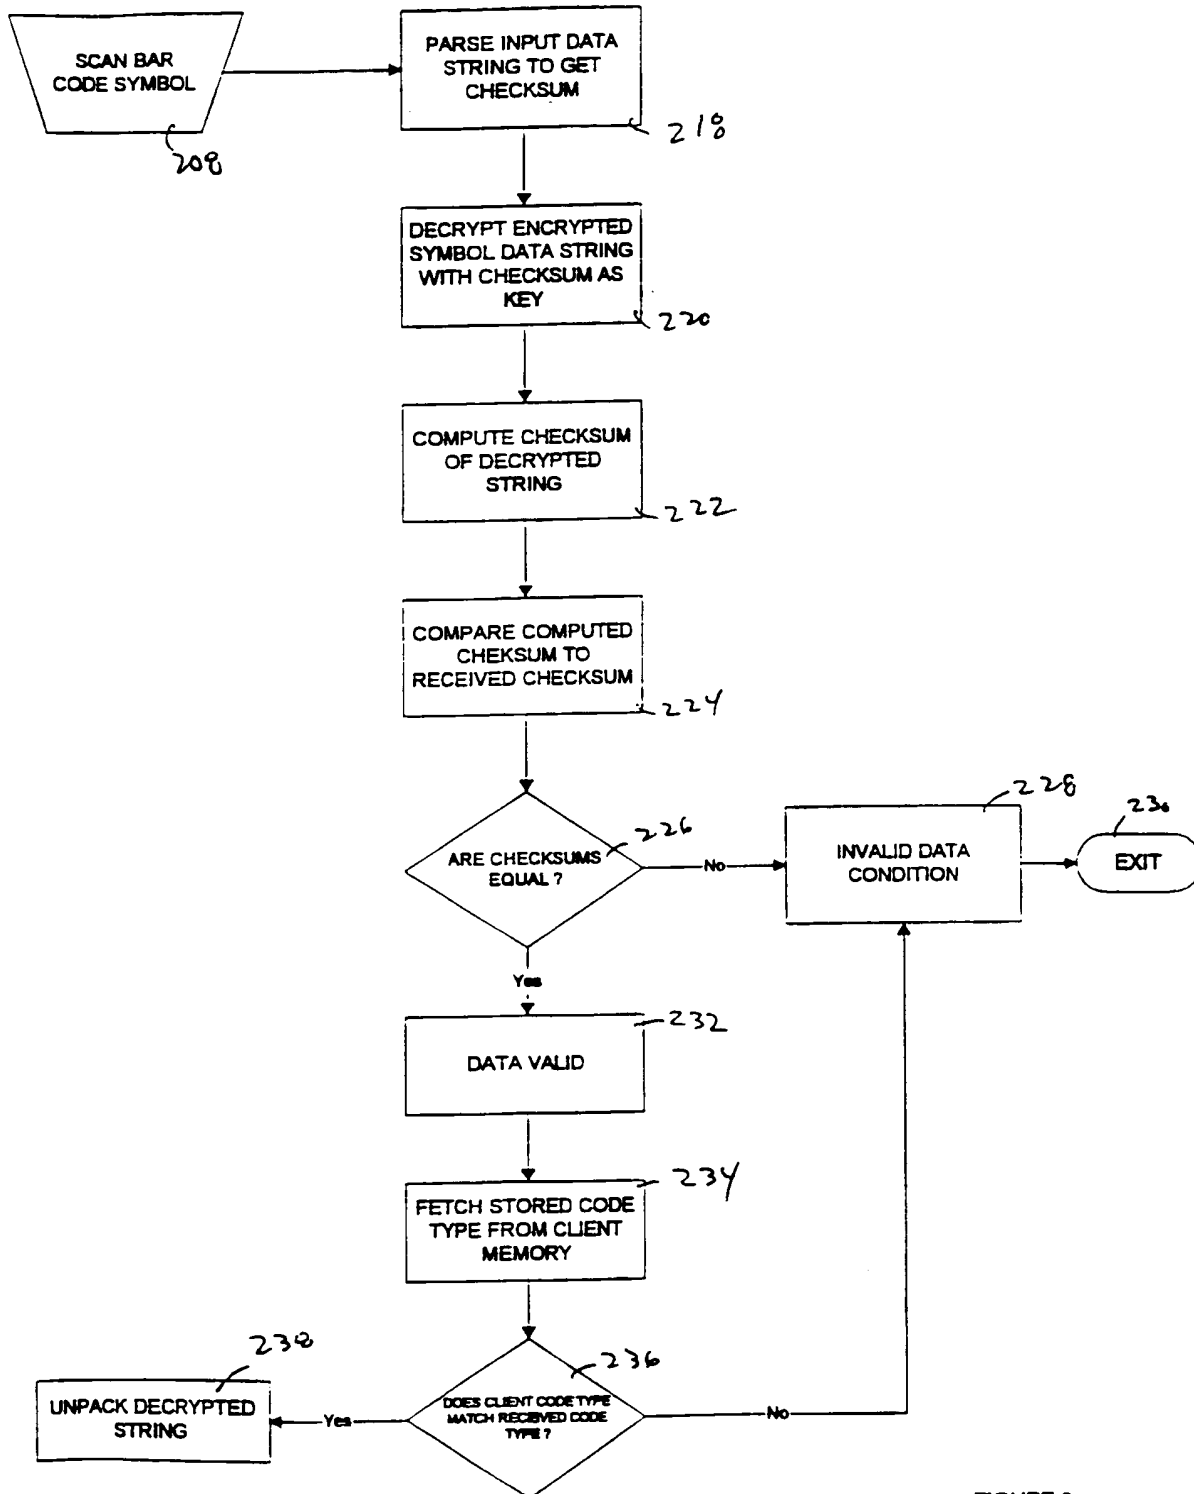 SCAN BAR
CODE SYMBOL
208
PARSE INPUT DATA
STRING TO GET
CHECKSUM
218
DECRYPT ENCRYPTED
SYMBOL DATA STRING
WITH CHECKSUM AS
KEY
220
COMPUTE CHECKSUM
OF DECRYPTED
STRING
222
COMPARE COMPUTED
CHEKSUM TO
RECEIVED CHECKSUM
224
ARE CHECKSUMS
EQUAL ?
226
No
INVALID DATA
CONDITION
228
EXIT
230
Yes
DATA VALID
232
FETCH STORED CODE
TYPE FROM CLIENT
MEMORY
234
DOES CLIENT CODE TYPE
MATCH RECEIVED CODE
TYPE ?
236
No
Yes
UNPACK DECRYPTED
STRING
238